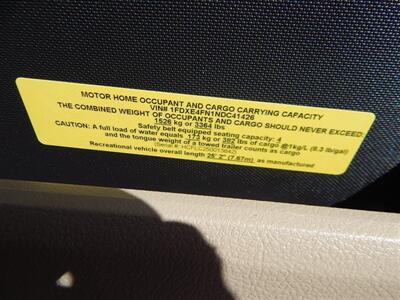 MOTOR HOME OCCUPANT AND CARGO CARRYING CAPACITY
VIN# 1FDXE4FN1NDC41426
THE COMBINED WEIGHT OF OCCUPANTS AND CARGO SHOULD NEVER EXCEED:
1526 kg or 3364 lbs
Safety belt equipped seating capacity: 4
CAUTION: A full load of water equals 173 kg or 382 lbs of cargo @1kg/L (8.3 lb/gal)
and the tongue weight of a towed trailer counts as cargo
(Serial #: HCFLC2500013642)
Recreational vehicle overall length 25' 2" (7.67m) as manufactured